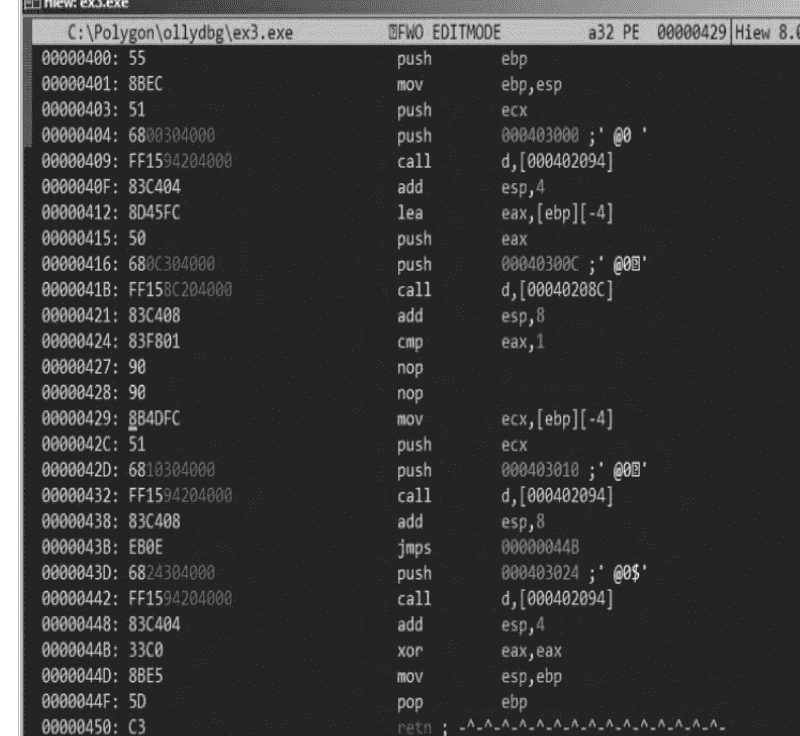 Hiew: ex3.exe
C:\Polygon\ollydbg\ex3.exe FWO EDITMODE a32 PE 00000429|Hiew 8.0
00000400: 55 push ebp
00000401: 8BEC mov ebp,esp
00000403: 51 push ecx
00000404: 6800304000 push 000403000 ;' @0 '
00000409: FF1594204000 call d,[000402094]
0000040F: 83C404 add esp,4
00000412: 8D45FC lea eax,[ebp][-4]
00000415: 50 push eax
00000416: 680C304000 push 00040300C ;' @0'
0000041B: FF158C204000 call d,[00040208C]
00000421: 83C408 add esp,8
00000424: 83F801 cmp eax,1
00000427: 90 nop
00000428: 90 nop
00000429: 8B4DFC mov ecx,[ebp][-4]
0000042C: 51 push ecx
0000042D: 6810304000 push 000403010 ;' @0'
00000432: FF1594204000 call d,[000402094]
00000438: 83C408 add esp,8
0000043B: EB0E jmps 00000044B
0000043D: 6824304000 push 000403024 ;' @0$'
00000442: FF1594204000 call d,[000402094]
00000448: 83C404 add esp,4
0000044B: 33C0 xor eax,eax
0000044D: 8BE5 mov esp,ebp
0000044F: 5D pop ebp
00000450: C3 retn ; -^-^-^-^-^-^-^-^-^-^-^-^-^-^-^-